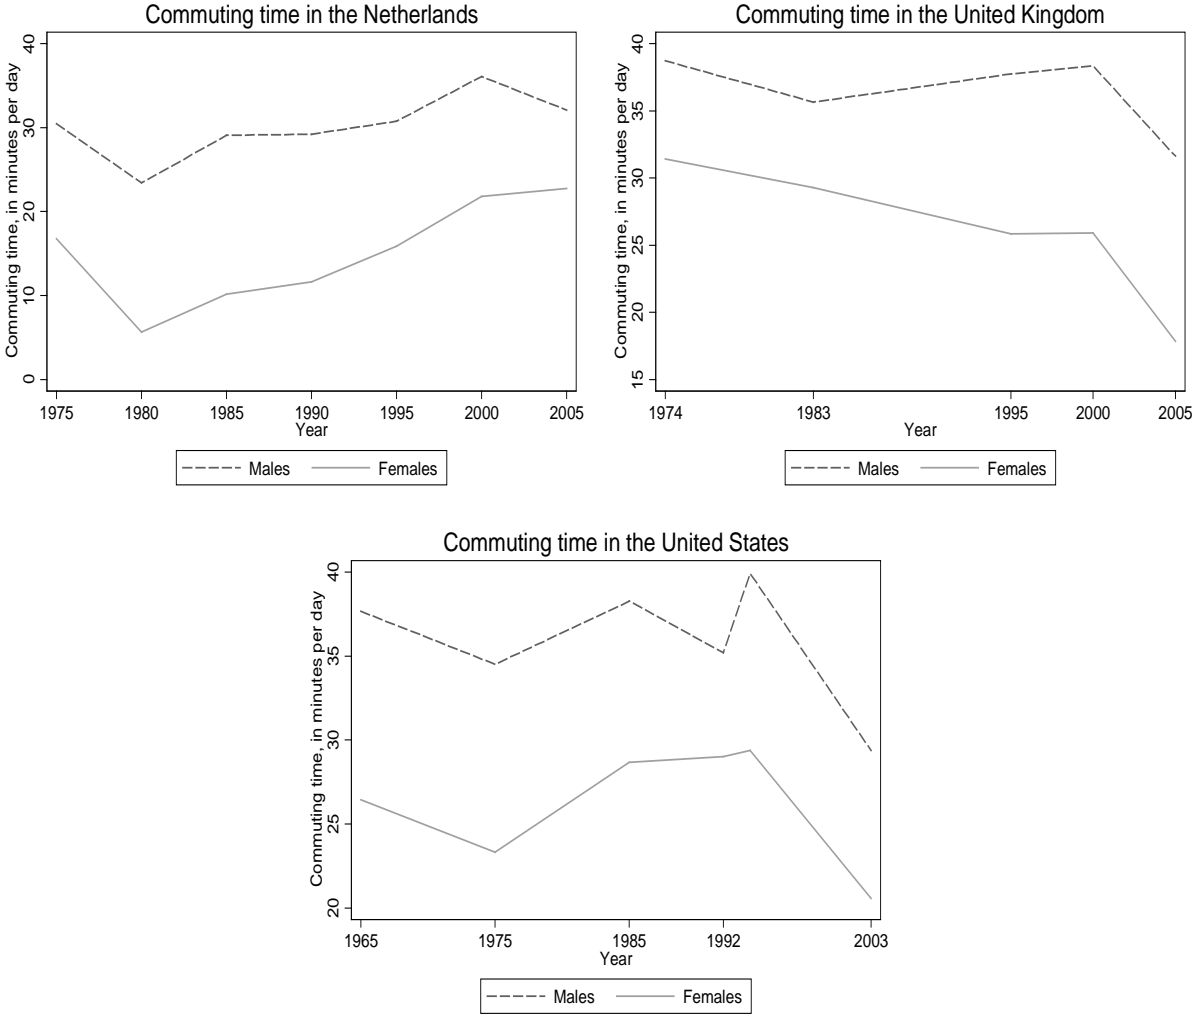 Commuting time in the Netherlands
Commuting time, in minutes per day
40
30
20
10
0
1975 1980 1985 1990 1995 2000 2005
Year
Males Females
Commuting time in the United Kingdom
Commuting time, in minutes per day
40
35
30
25
20
15
1974 1983 1995 2000 2005
Year
Males Females
Commuting time in the United States
Commuting time, in minutes per day
40
35
30
25
20
1965 1975 1985 1992 2003
Year
Males Females